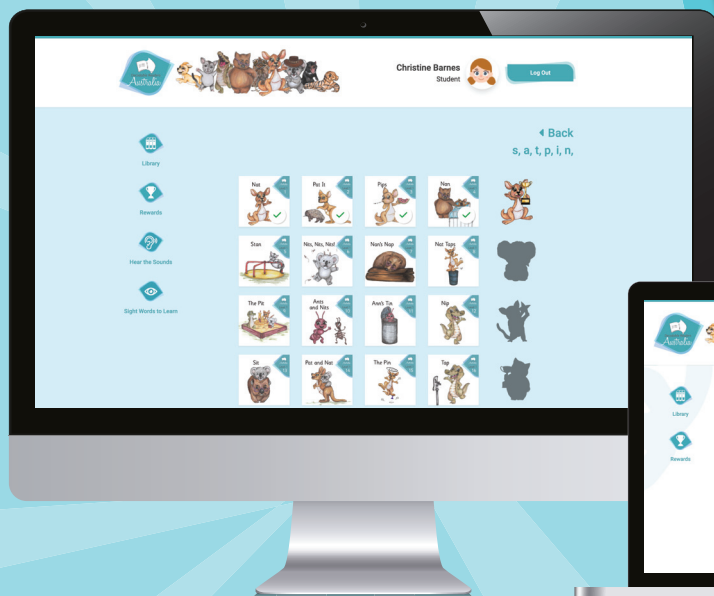 Australia
Christine Barnes
Student
Log Out
Back
s, a, t, p, i, n,
Library
Rewards
Hear the Sounds
Sight Words to Learn
Nat
Pat It
Pips
Nan
Stan
Nits, Nits, Nits!
Nan's Nap
Nat Taps
The Pit
Ants
and Nits
Ann's Tin
Nip
Sit
Pat and Nat
The Pin
Tap
Australia
Library
Rewards